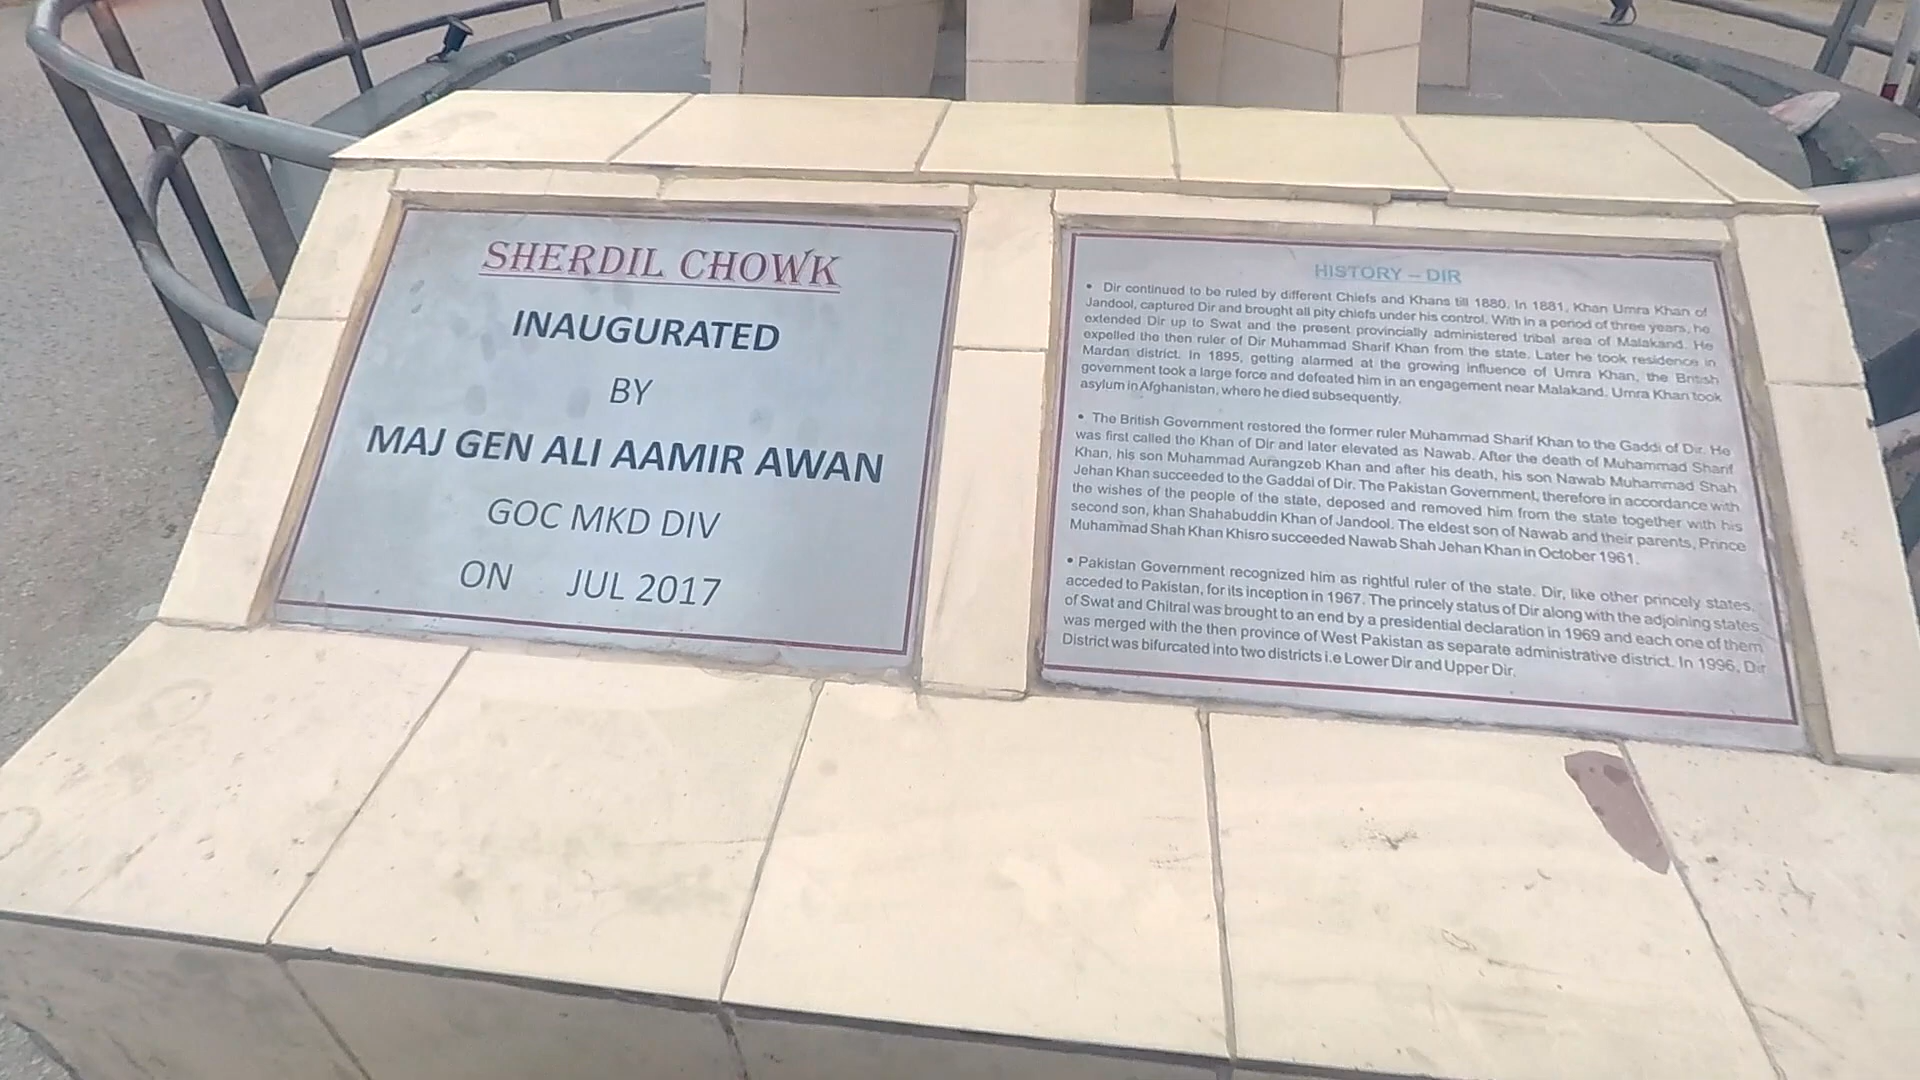 SHERDIL CHOWK
INAUGURATED
BY
MAJ GEN ALI AAMIR AWAN
GOC MKD DIV
ON JUL 2017
HISTORY – DIR
• Dir continued to be ruled by different Chiefs and Khans till 1880. In 1881, Khan Umra Khan of
Jandool, captured Dir and brought all pity chiefs under his control. With in a period of three years, he
extended Dir up to Swat and the present provincially administered tribal area of Malakand. He
expelled the then ruler of Dir Muhammad Sharif Khan from the state. Later he took residence in
Mardan district. In 1895, getting alarmed at the growing influence of Umra Khan, the British
government took a large force and defeated him in an engagement near Malakand. Umra Khan took
asylum in Afghanistan, where he died subsequently.
• The British Government restored the former ruler Muhammad Sharif Khan to the Gaddi of Dir. He
was first called the Khan of Dir and later elevated as Nawab. After the death of Muhammad Sharif
Khan, his son Muhammad Aurangzeb Khan and after his death, his son Nawab Muhammad Shah
Jehan Khan succeeded to the Gaddai of Dir. The Pakistan Government, therefore in accordance with
the wishes of the people of the state, deposed and removed him from the state together with his
second son, khan Shahabuddin Khan of Jandool. The eldest son of Nawab and their parents, Prince
Muhammad Shah Khan Khisro succeeded Nawab Shah Jehan Khan in October 1961.
• Pakistan Government recognized him as rightful ruler of the state. Dir, like other princely states,
acceded to Pakistan, for its inception in 1967. The princely status of Dir along with the adjoining states
of Swat and Chitral was brought to an end by a presidential declaration in 1969 and each one of them
was merged with the then province of West Pakistan as separate administrative district. In 1996, Dir
District was bifurcated into two districts i.e Lower Dir and Upper Dir.